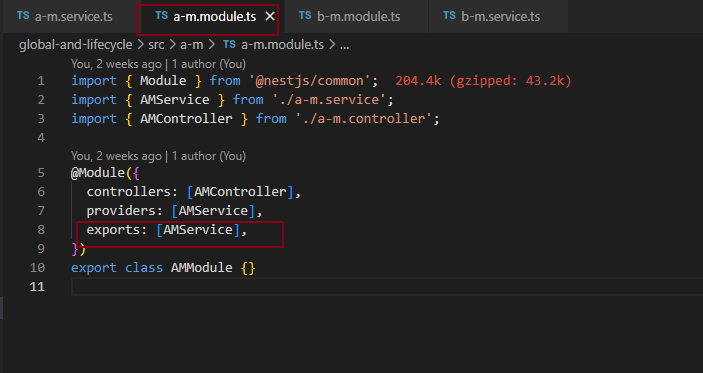 TS a-m.service.ts TS a-m.module.ts × TS b-m.module.ts TS b-m.service.ts
global-and-lifecycle > src > a-m > TS a-m.module.ts > ...
You, 2 weeks ago | 1 author (You)
1 import { Module } from '@nestjs/common'; 204.4k (gzipped: 43.2k)
2 import { AMService } from './a-m.service';
3 import { AMController } from './a-m.controller';
4
You, 2 weeks ago | 1 author (You)
5 @Module({
6 controllers: [AMController],
7 providers: [AMService],
8 exports: [AMService],
9 })
10 export class AMModule {}
11